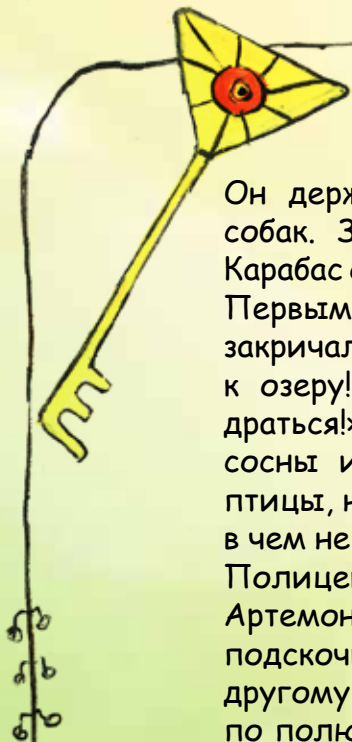 Он держ
собак. З
Карабас
Первым
закричал
к озеру!
драться!»
сосны и
птицы, н
в чем не
Полицей
Артемон
подскочи
другому
по полю